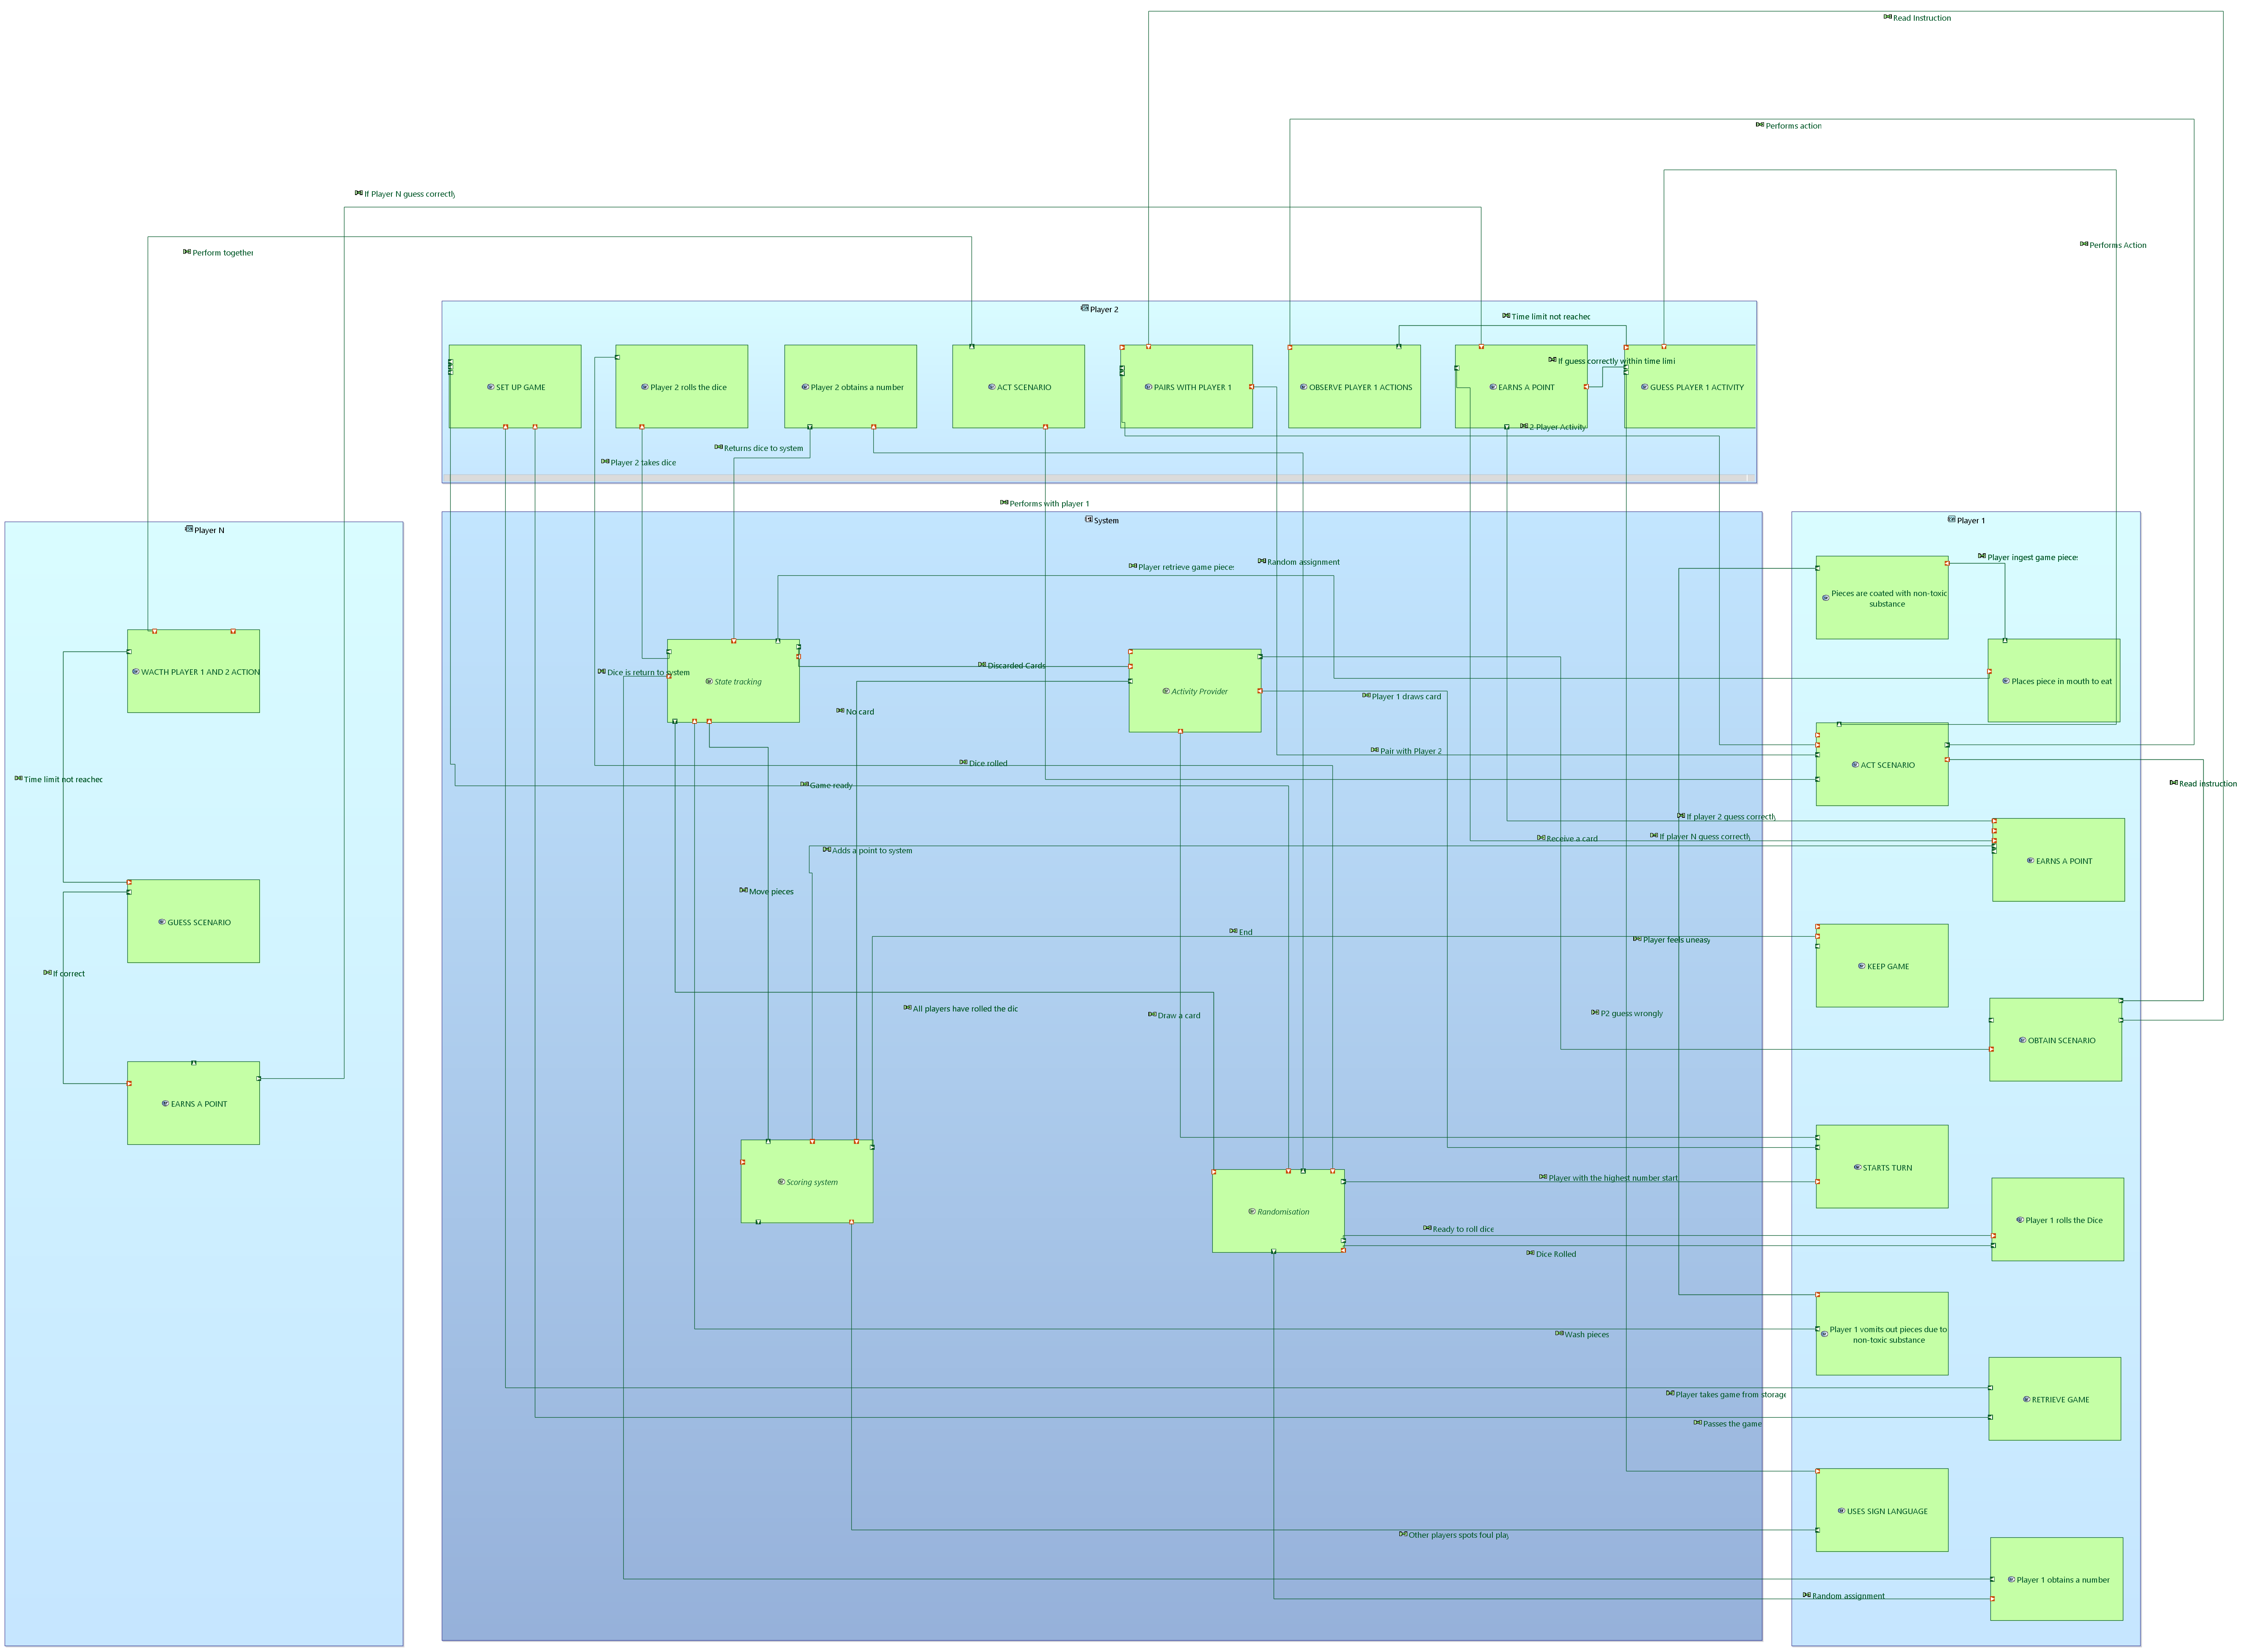 Read Instruction
Performs action
If Player N guess correctly
Perform together
Performs Action
Player 2
Time limit not reached
If guess correctly within time limi
SET UP GAME
Player 2 rolls the dice
Player 2 obtains a number
ACT SCENARIO
PAIRS WITH PLAYER 1
OBSERVE PLAYER 1 ACTIONS
EARNS A POINT
GUESS PLAYER 1 ACTIVITY
2 Player Activity
Returns dice to system
Player 2 takes dice
Performs with player 1
Player N
System
Player 1
Player retrieve game pieces
Random assignment
Player ingest game pieces
Pieces are coated with non-toxic
substance
WACTH PLAYER 1 AND 2 ACTION
Dice is return to system
State tracking
Discarded Cards
Activity Provider
Player 1 draws card
Places piece in mouth to eat
No card
Pair with Player 2
Dice rolled
ACT SCENARIO
Time limit not reached
Game ready
Read instruction
If player 2 guess correctly
Receive a card
If player N guess correctly
Adds a point to system
EARNS A POINT
Move pieces
GUESS SCENARIO
End
Player feels uneasy
KEEP GAME
If correct
All players have rolled the dic
Draw a card
P2 guess wrongly
OBTAIN SCENARIO
EARNS A POINT
STARTS TURN
Player with the highest number start
Scoring system
Randomisation
Player 1 rolls the Dice
Ready to roll dice
Dice Rolled
Player 1 vomits out pieces due to
non-toxic substance
Wash pieces
Player takes game from storage
RETRIEVE GAME
Passes the game
USES SIGN LANGUAGE
Other players spots foul play
Player 1 obtains a number
Random assignment